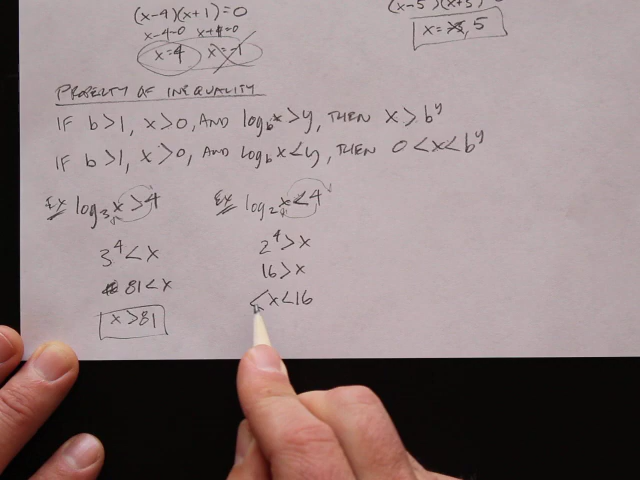 (x-4)(x+1)=0
x-4=0 x+1=0
x=4 x=-1
(x-5)(x+5)
x= , 5
PROPERTY OF INEQUALITY
IF b>1, x>0, AND log_b x>y, THEN x>b^y
IF b>1, x>0, AND log_b x<y, THEN 0<x<b^y
Ex log_3 x>4
3^4<x
81<x
x>81
Ex log_2 x<4
2^4>x
16>x
<x<16